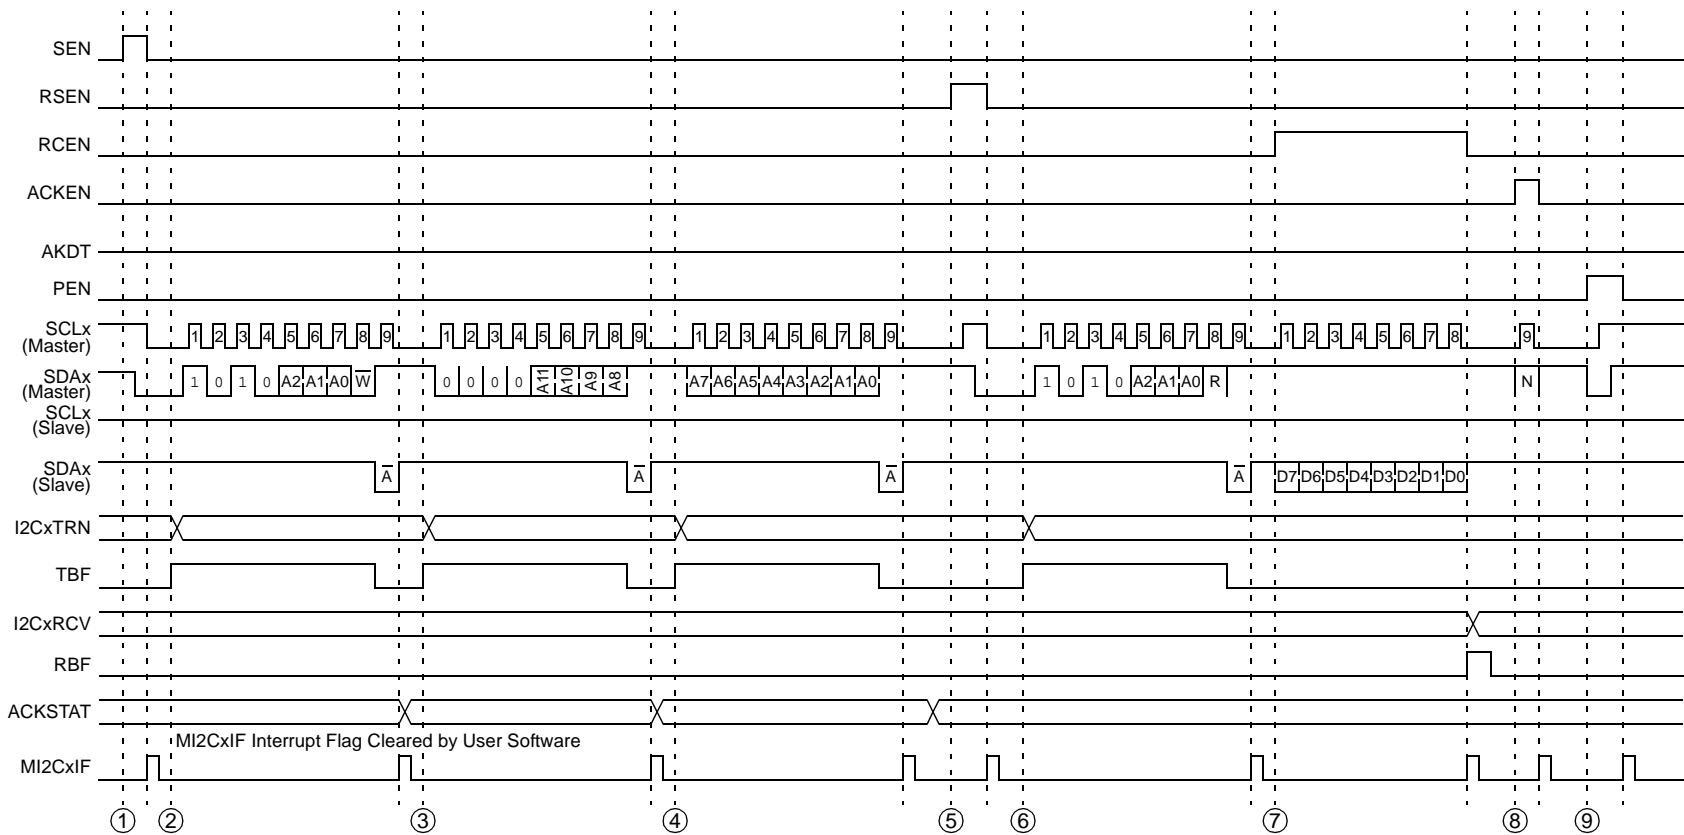 SEN
RSEN
RCEN
ACKEN
AKDT
PEN
SCLx
(Master)
1 2 3 4 5 6 7 8 9 1 2 3 4 5 6 7 8 9 1 2 3 4 5 6 7 8 9 1 2 3 4 5 6 7 8 9 1 2 3 4 5 6 7 8 9
SDAx
(Master)
1 0 1 0 A2 A1 A0 W̅ 0 0 0 0 A11 A10 A9 A8 A7 A6 A5 A4 A3 A2 A1 A0 1 0 1 0 A2 A1 A0 R N
SCLx
(Slave)
SDAx
(Slave)
A̅ A̅ A̅ A̅ D7 D6 D5 D4 D3 D2 D1 D0
I2CxTRN
TBF
I2CxRCV
RBF
ACKSTAT
MI2CxIF Interrupt Flag Cleared by User Software
MI2CxIF
1 2 3 4 5 6 7 8 9